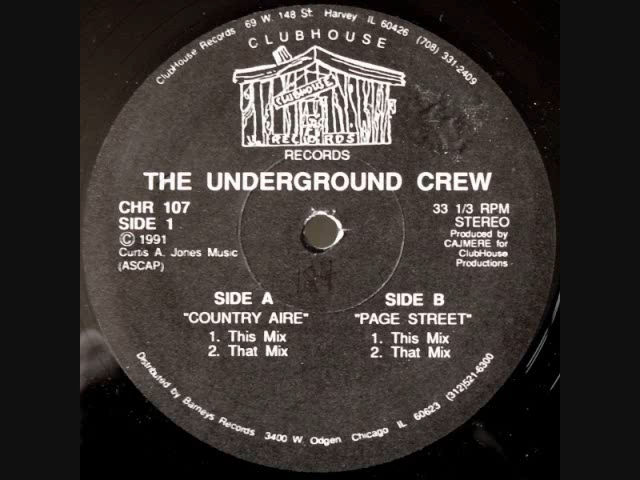 ClubHouse Records 69 W. 148 St. Harvey IL 60426 (708) 331-2409
CLUBHOUSE
CLUBHOUSE
RECORDS
RECORDS
THE UNDERGROUND CREW
CHR 107
SIDE 1
© 1991
Curtis A. Jones Music
(ASCAP)
33 1/3 RPM
STEREO
Produced by
CAJMERE for
ClubHouse
Productions
SIDE A
"COUNTRY AIRE"
1. This Mix
2. That Mix
SIDE B
"PAGE STREET"
1. This Mix
2. That Mix
Distributed by Barneys Records 3400 W. Odgen Chicago IL 60623 (312)521-6300